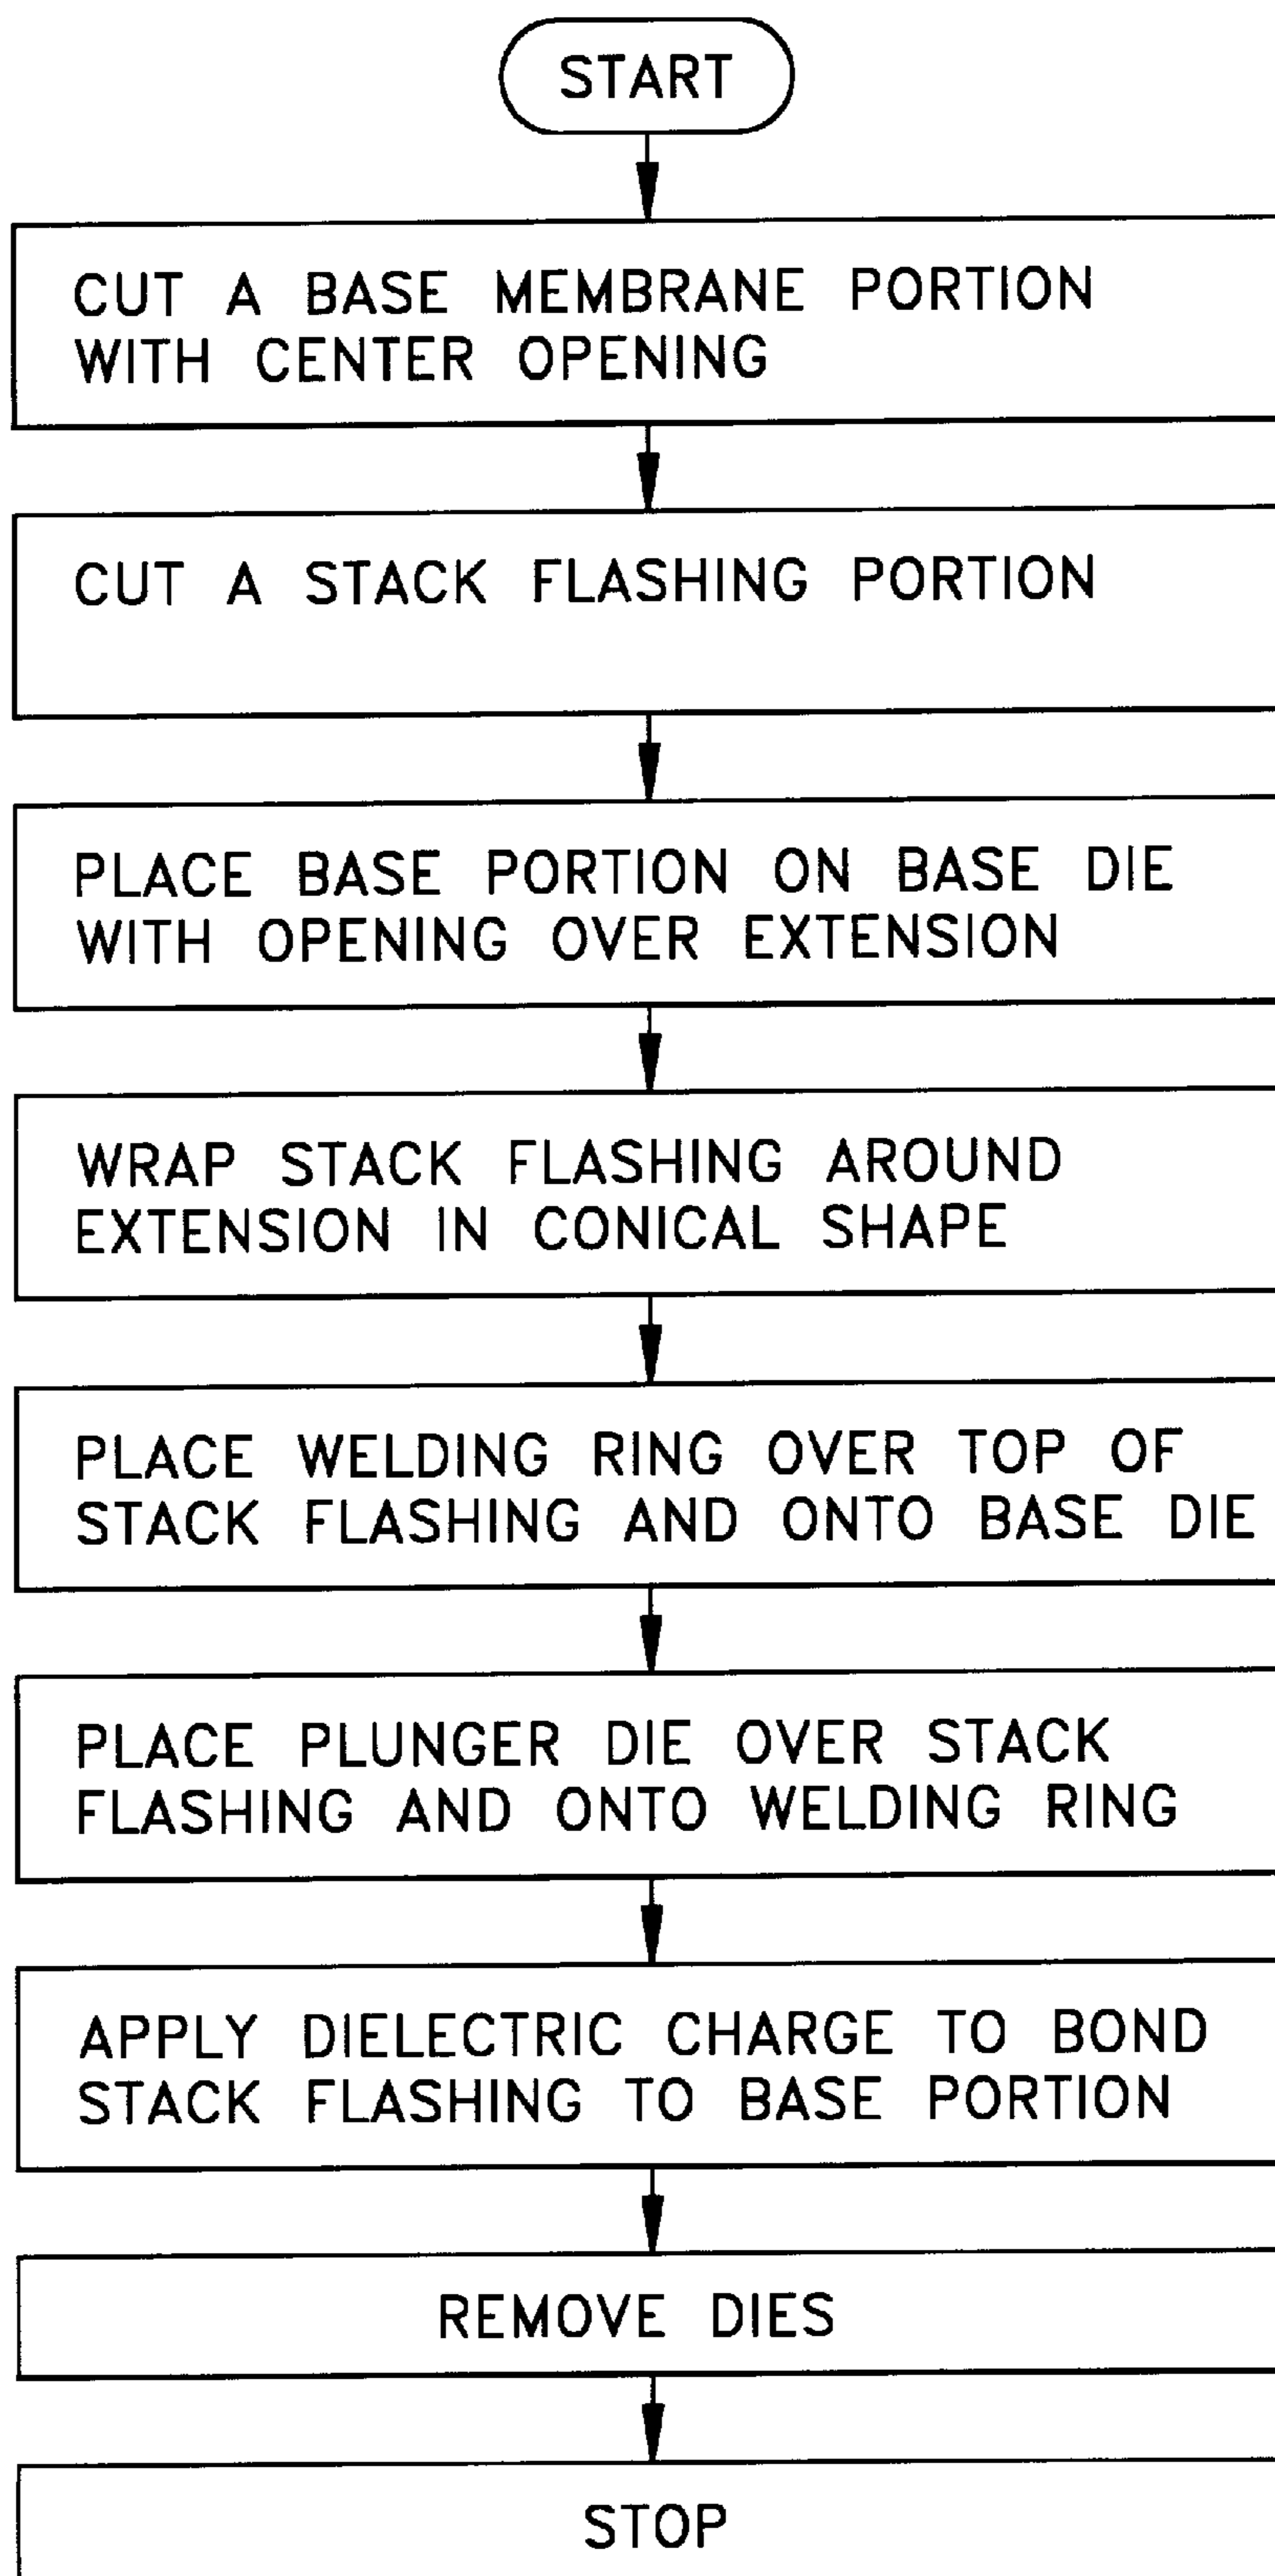 START
CUT A BASE MEMBRANE PORTION
WITH CENTER OPENING
CUT A STACK FLASHING PORTION
PLACE BASE PORTION ON BASE DIE
WITH OPENING OVER EXTENSION
WRAP STACK FLASHING AROUND
EXTENSION IN CONICAL SHAPE
PLACE WELDING RING OVER TOP OF
STACK FLASHING AND ONTO BASE DIE
PLACE PLUNGER DIE OVER STACK
FLASHING AND ONTO WELDING RING
APPLY DIELECTRIC CHARGE TO BOND
STACK FLASHING TO BASE PORTION
REMOVE DIES
STOP